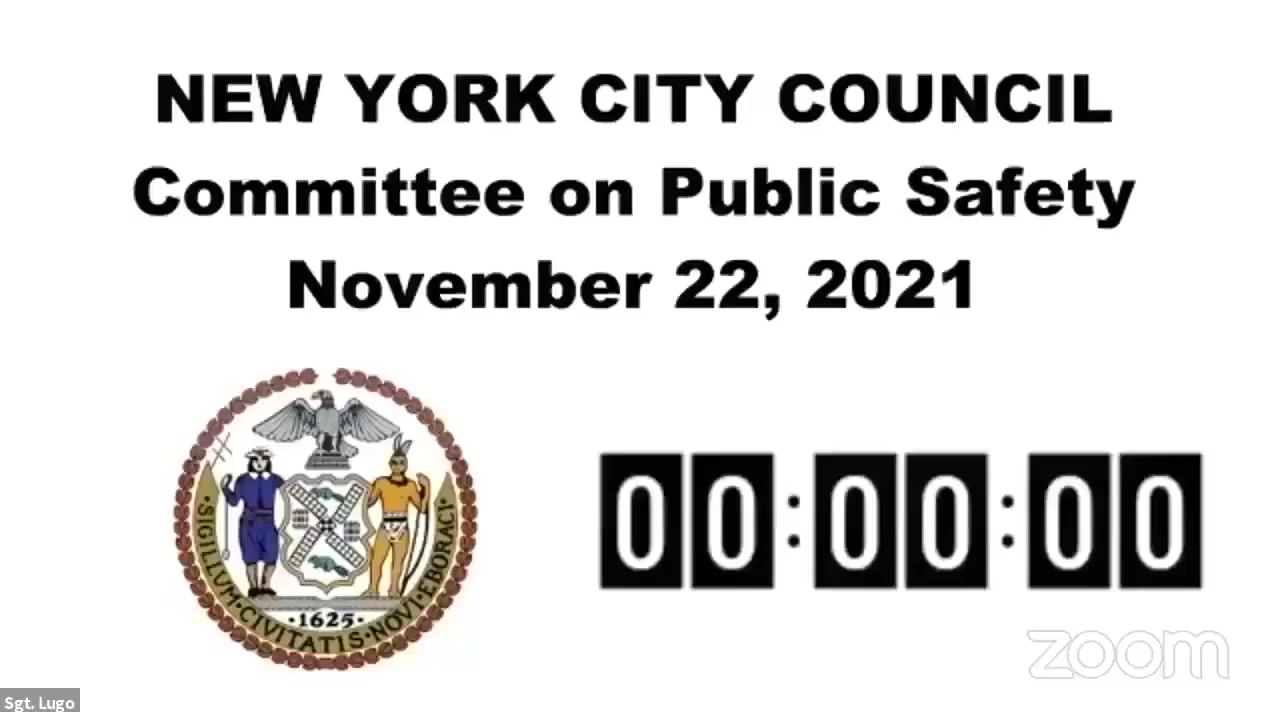 NEW YORK CITY COUNCIL
Committee on Public Safety
November 22, 2021
SIGILLUM·CIVITATIS·NOVI·EBORACI
·1625·
00:00:00
zoom
Sgt. Lugo